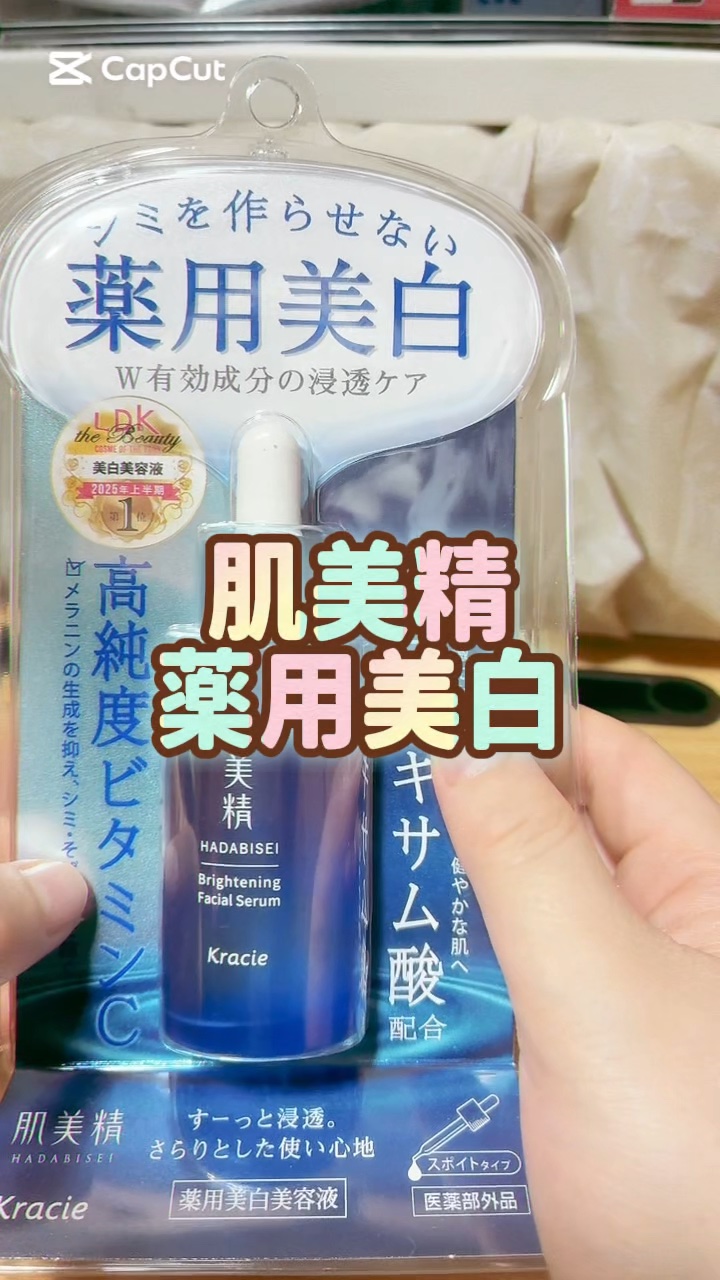 CapCut
シミを作らせない
薬用美白
W有効成分の浸透ケア
LDK
the Beauty
美白美容液
2025年上半期
第1位
高純度ビタミンC
メラニンの生成を抑え、シミ・そ
肌美精
薬用美白
美精
HADABISEI
Brightening
Facial Serum
Kracie
キサム酸
配合
健やかな肌へ
肌美精
HADABISEI
Kracie
すーっと浸透。
さらりとした使い心地
薬用美白美容液
スポイトタイプ
医薬部外品